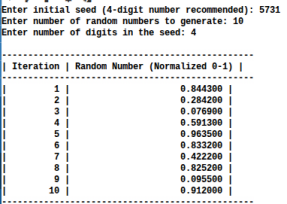 Enter initial seed (4-digit number recommended): 5731
Enter number of random numbers to generate: 10
Enter number of digits in the seed: 4
--------------------------------------------------
| Iteration | Random Number (Normalized 0-1) |
--------------------------------------------------
| 1 | 0.844300 |
| 2 | 0.284200 |
| 3 | 0.076900 |
| 4 | 0.591300 |
| 5 | 0.963500 |
| 6 | 0.833200 |
| 7 | 0.422200 |
| 8 | 0.825200 |
| 9 | 0.095500 |
| 10 | 0.912000 |
--------------------------------------------------